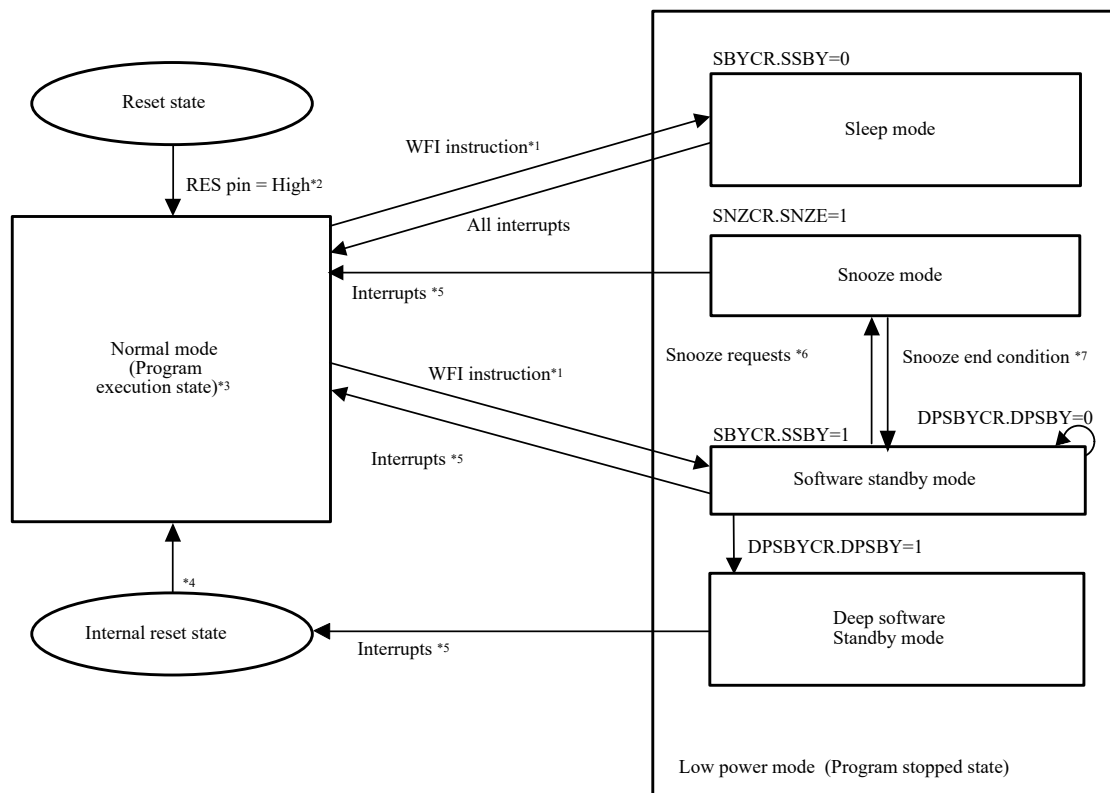 SBYCR.SSBY=0
Reset state
Sleep mode
WFI instruction*1
RES pin = High*2
All interrupts
SNZCR.SNZE=1
Snooze mode
Interrupts *5
Normal mode
(Program
execution state)*3
Snooze requests *6
Snooze end condition *7
WFI instruction*1
DPSBYCR.DPSBY=0
SBYCR.SSBY=1
Interrupts *5
Software standby mode
DPSBYCR.DPSBY=1
*4
Deep software
Standby mode
Internal reset state
Interrupts *5
Low power mode (Program stopped state)